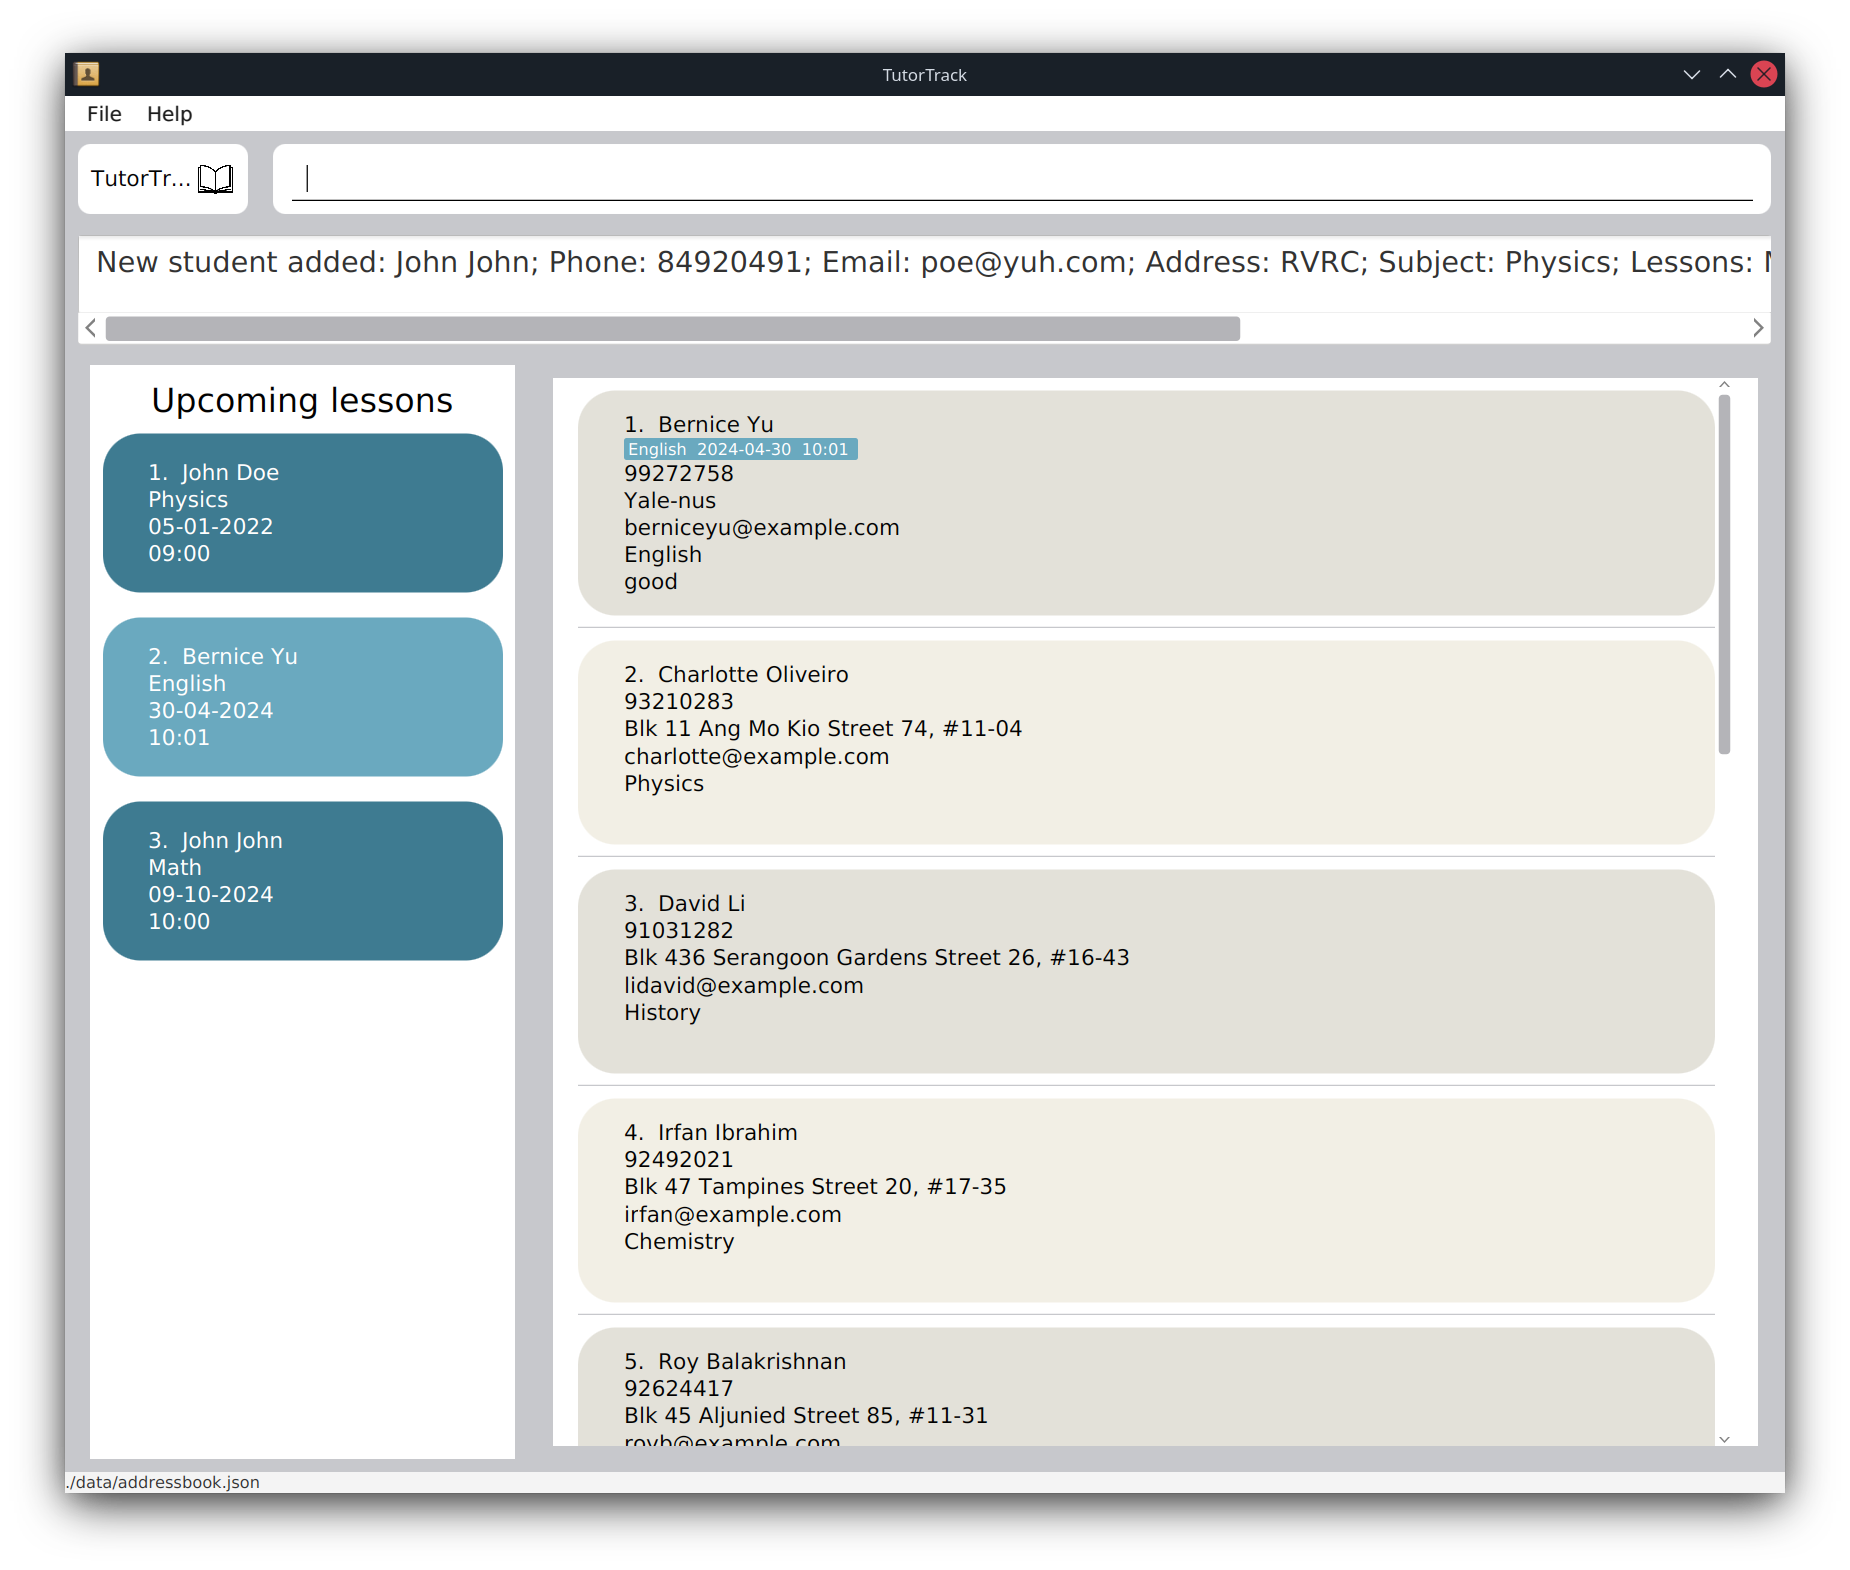 TutorTrack
File Help
TutorTr...
New student added: John John; Phone: 84920491; Email: poe@yuh.com; Address: RVRC; Subject: Physics; Lessons:
Upcoming lessons
1. John Doe
Physics
05-01-2022
09:00
2. Bernice Yu
English
30-04-2024
10:01
3. John John
Math
09-10-2024
10:00
1. Bernice Yu
English 2024-04-30 10:01
99272758
Yale-nus
berniceyu@example.com
English
good
2. Charlotte Oliveiro
93210283
Blk 11 Ang Mo Kio Street 74, #11-04
charlotte@example.com
Physics
3. David Li
91031282
Blk 436 Serangoon Gardens Street 26, #16-43
lidavid@example.com
History
4. Irfan Ibrahim
92492021
Blk 47 Tampines Street 20, #17-35
irfan@example.com
Chemistry
5. Roy Balakrishnan
92624417
Blk 45 Aljunied Street 85, #11-31
royb@example.com
./data/addressbook.json